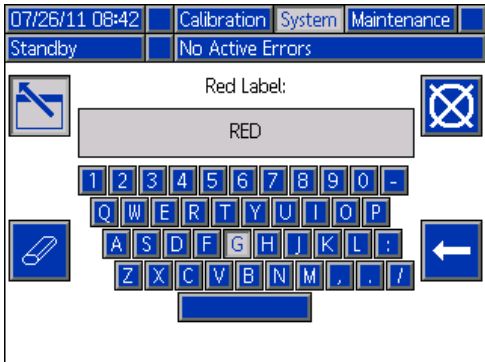 07/26/11 08:42 Calibration System Maintenance
Standby No Active Errors
Red Label:
RED
1 2 3 4 5 6 7 8 9 0 -
Q W E R T Y U I O P
A S D F G H J K L :
Z X C V B N M , . /